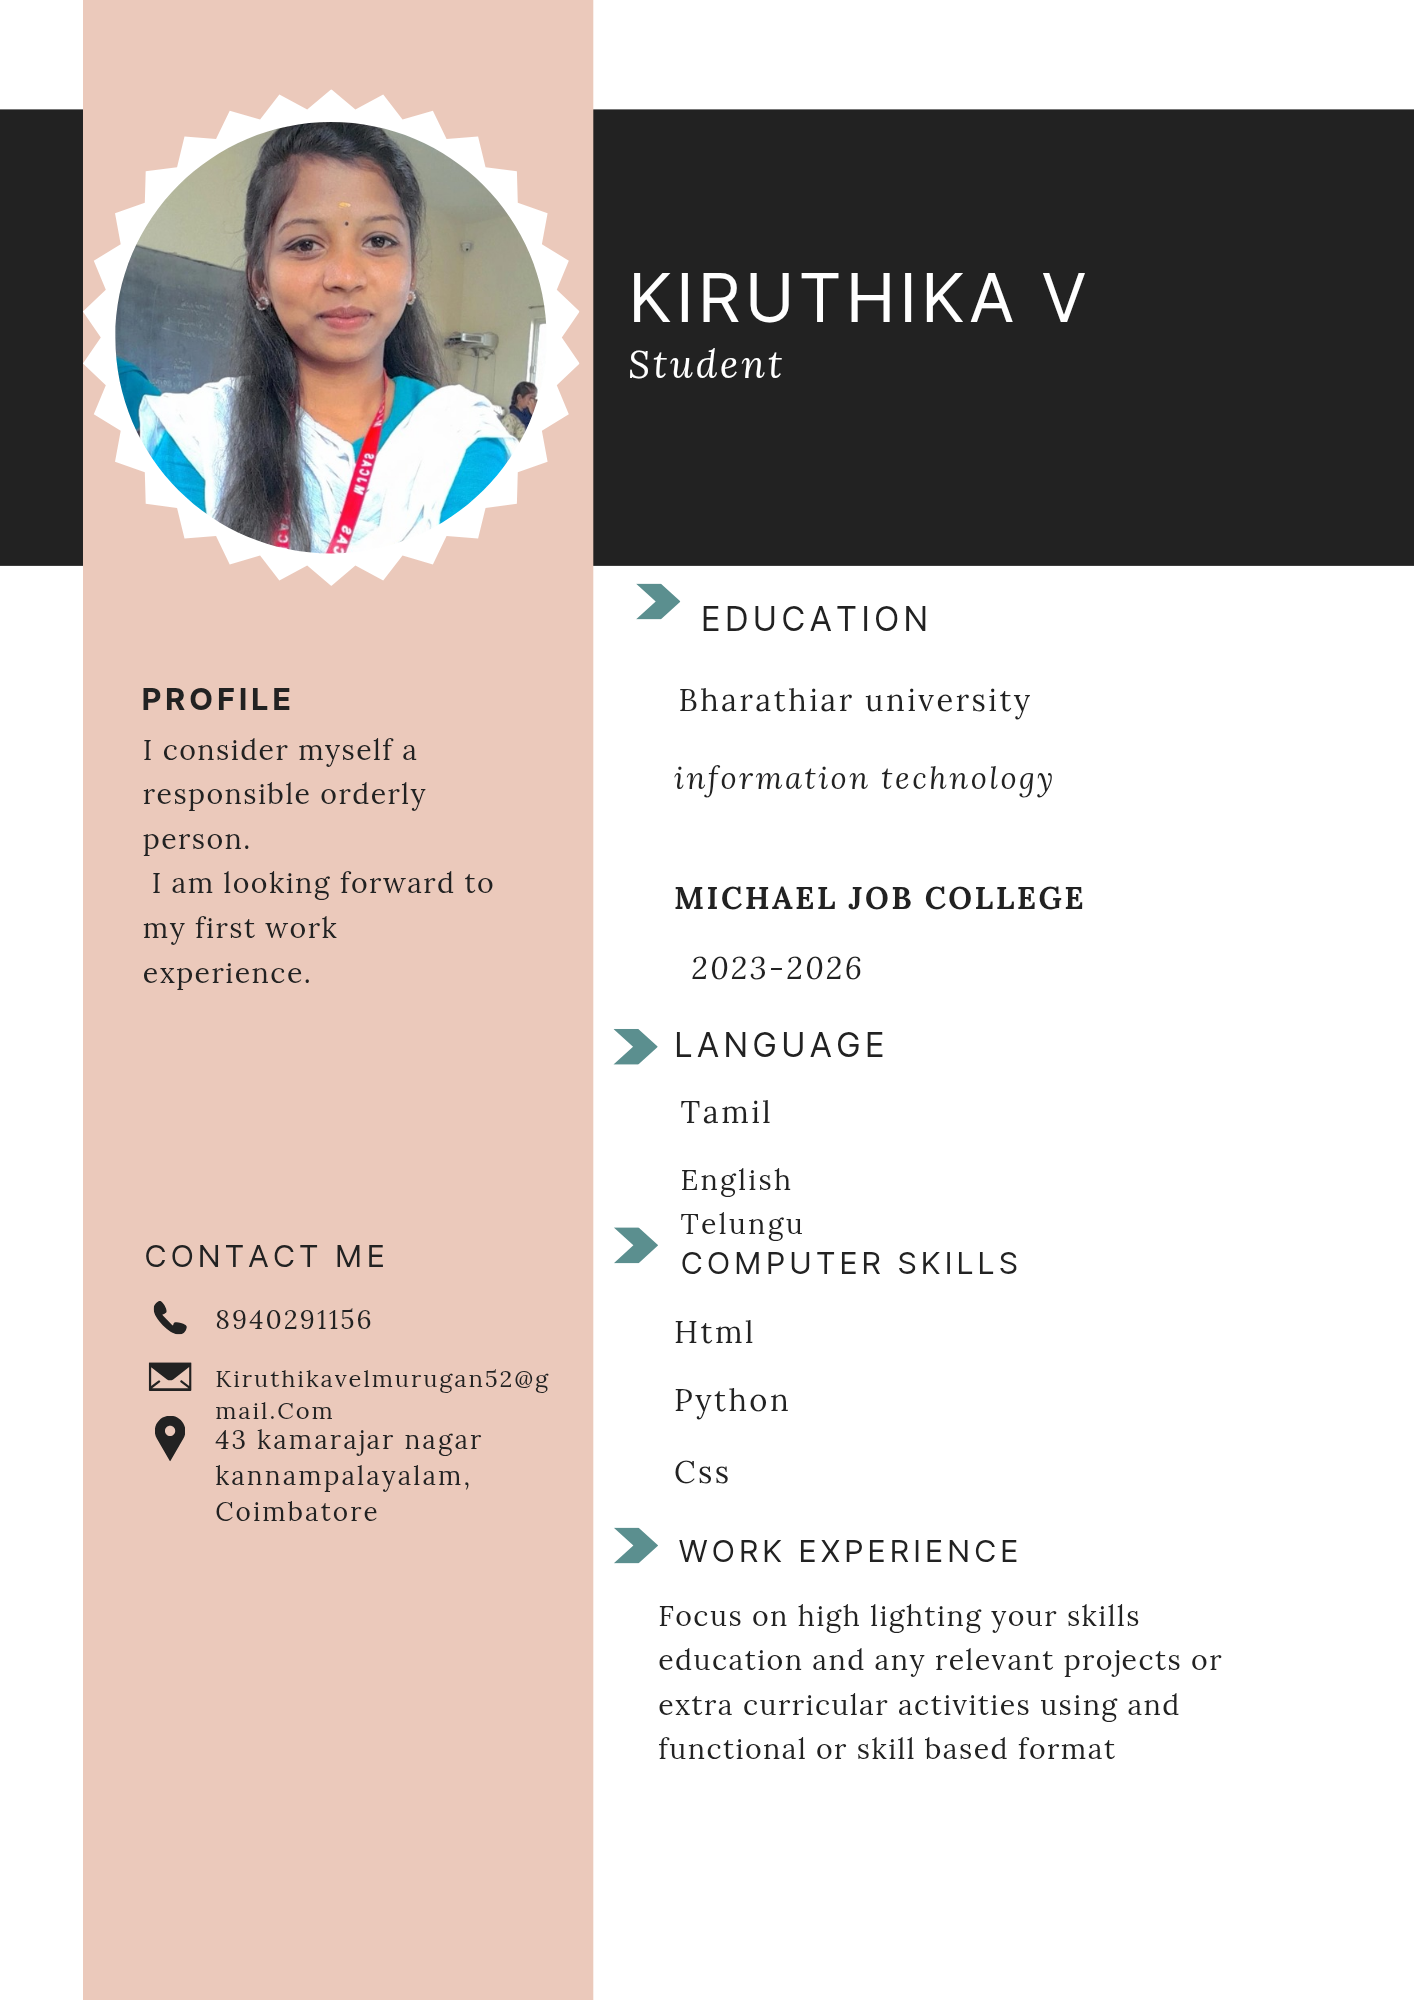 KIRUTHIKA V
Student
PROFILE
I consider myself a
responsible orderly
person.
I am looking forward to
my first work
experience.
CONTACT ME
8940291156
Kiruthikavelmurugan52@g
mail.Com
43 kamarajar nagar
kannampalayalam,
Coimbatore
EDUCATION
Bharathiar university
information technology
MICHAEL JOB COLLEGE
2023-2026
LANGUAGE
Tamil
English
Telungu
COMPUTER SKILLS
Html
Python
Css
WORK EXPERIENCE
Focus on high lighting your skills
education and any relevant projects or
extra curricular activities using and
functional or skill based format